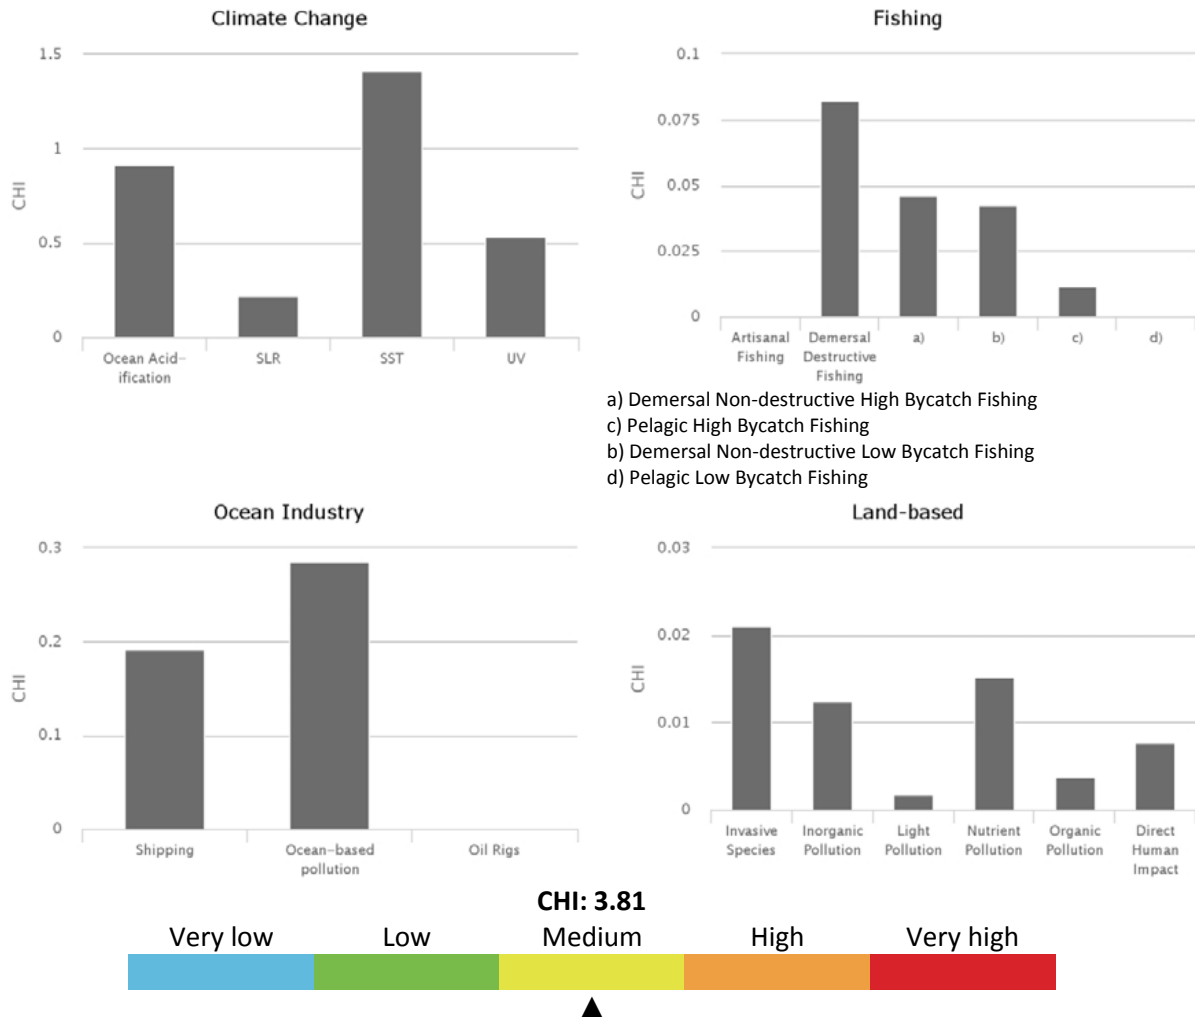 Climate Change
1.5
1
0.5
0
CHI
Ocean Acid-
ification
SLR
SST
UV
Fishing
0.1
0.075
0.05
0.025
0
CHI
Artisanal
Fishing
Demersal
Destructive
Fishing
a)
b)
c)
d)
a) Demersal Non-destructive High Bycatch Fishing
c) Pelagic High Bycatch Fishing
b) Demersal Non-destructive Low Bycatch Fishing
d) Pelagic Low Bycatch Fishing
Ocean Industry
0.3
0.2
0.1
0
CHI
Shipping
Ocean-based
pollution
Oil Rigs
Land-based
0.03
0.02
0.01
0
CHI
Invasive
Species
Inorganic
Pollution
Light
Pollution
Nutrient
Pollution
Organic
Pollution
Direct
Human
Impact
CHI: 3.81
Very low Low Medium High Very high